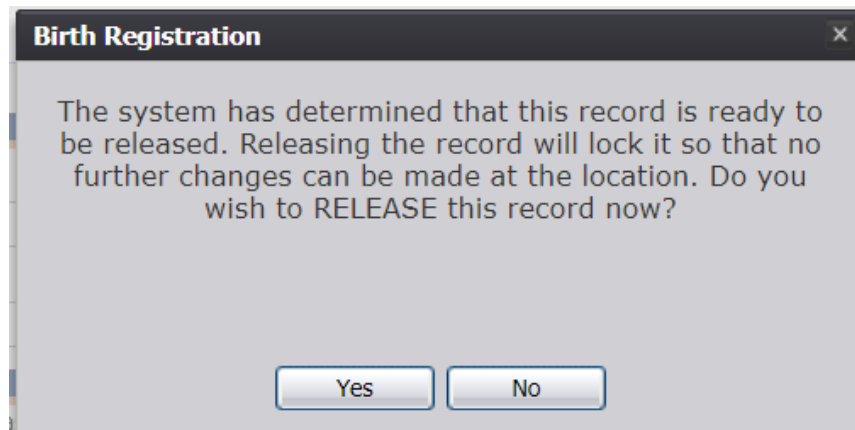 Birth Registration
The system has determined that this record is ready to
be released. Releasing the record will lock it so that no
further changes can be made at the location. Do you
wish to RELEASE this record now?
Yes No